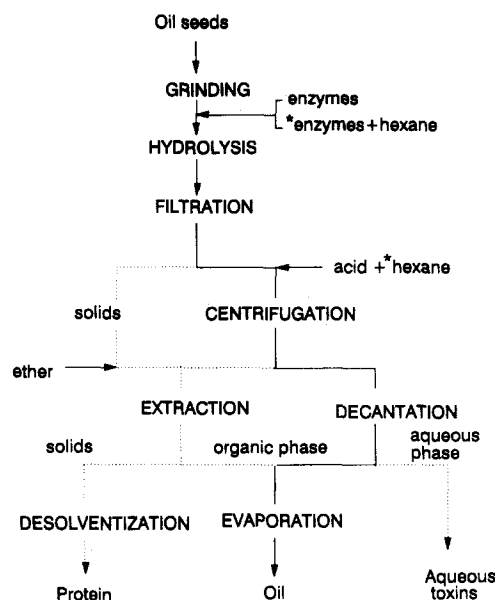 Oil seeds
GRINDING
enzymes
*enzymes+hexane
HYDROLYSIS
FILTRATION
acid +*hexane
solids
CENTRIFUGATION
ether
EXTRACTION
DECANTATION
solids
organic phase
aqueous
phase
DESOLVENTIZATION
EVAPORATION
Protein
Oil
Aqueous
toxins